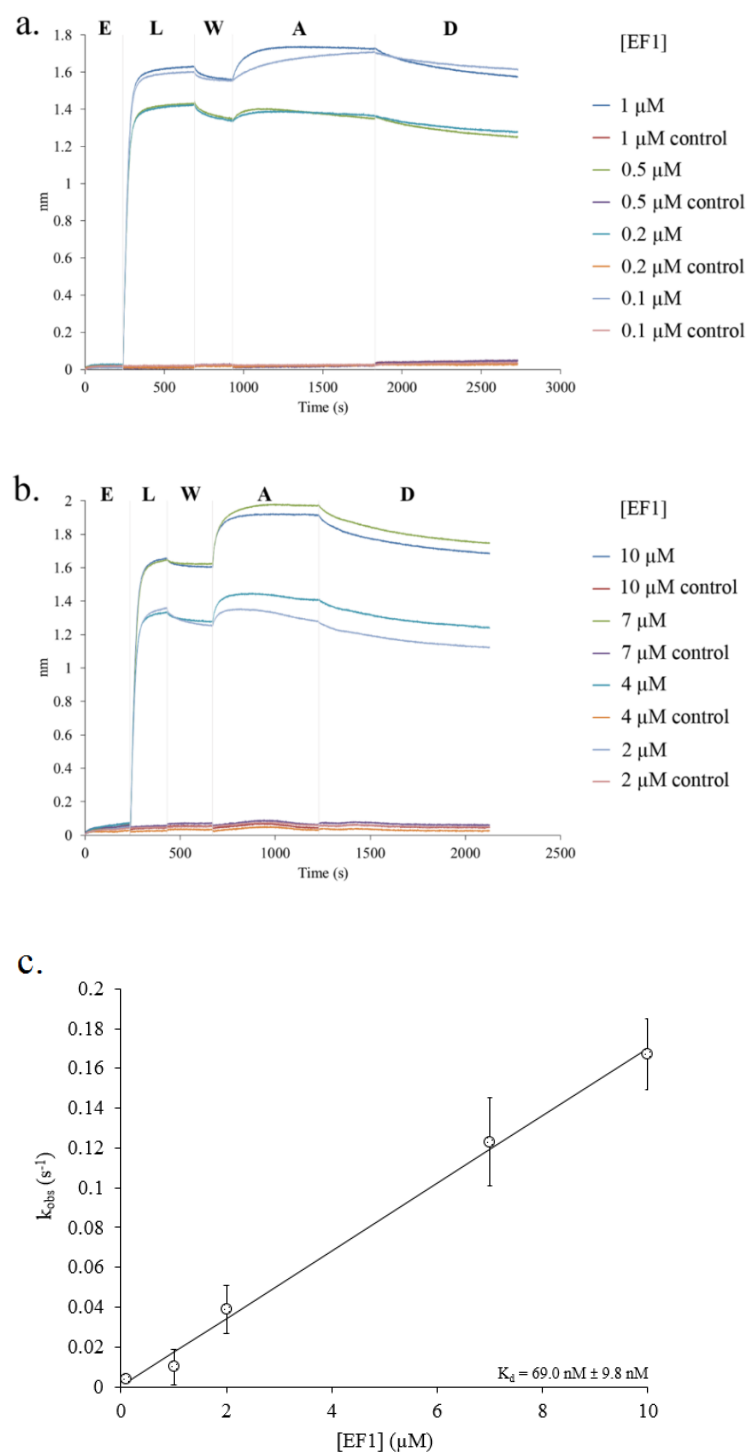 a.
E L W A D
1.8
1.6
1.4
1.2
1
0.8
0.6
0.4
0.2
0
nm
0 500 1000 1500 2000 2500 3000
Time (s)
[EF1]
1 µM
1 µM control
0.5 µM
0.5 µM control
0.2 µM
0.2 µM control
0.1 µM
0.1 µM control
b.
E L W A D
2
1.8
1.6
1.4
1.2
1
0.8
0.6
0.4
0.2
0
nm
0 500 1000 1500 2000 2500
Time (s)
[EF1]
10 µM
10 µM control
7 µM
7 µM control
4 µM
4 µM control
2 µM
2 µM control
c.
0.2
0.18
0.16
0.14
0.12
0.1
0.08
0.06
0.04
0.02
0
kobs (s-1)
Kd = 69.0 nM ± 9.8 nM
0 2 4 6 8 10
[EF1] (µM)